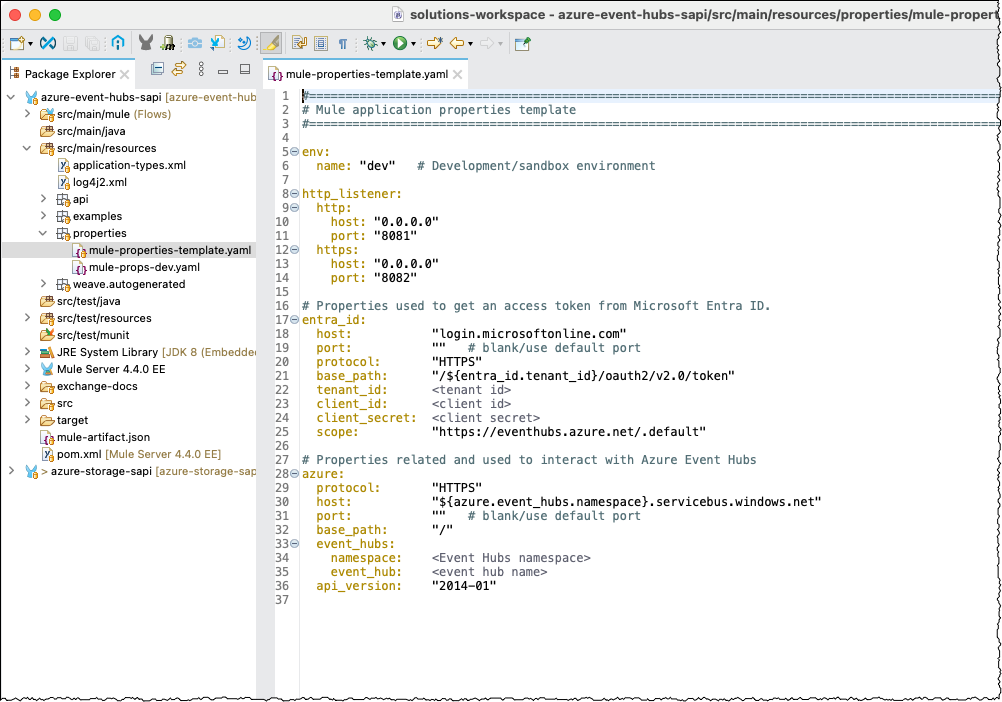 solutions-workspace - azure-event-hubs-sapi/src/main/resources/properties/mule-propert
Package Explorer
mule-properties-template.yaml
azure-event-hubs-sapi [azure-event-hub
src/main/mule (Flows)
src/main/java
src/main/resources
application-types.xml
log4j2.xml
api
examples
properties
mule-properties-template.yaml
mule-props-dev.yaml
weave.autogenerated
src/test/java
src/test/resources
src/test/munit
JRE System Library [JDK 8 (Embedde
Mule Server 4.4.0 EE
exchange-docs
src
target
mule-artifact.json
pom.xml [Mule Server 4.4.0 EE]
> azure-storage-sapi [azure-storage-sap
1 #================================================================================================
2 # Mule application properties template
3 #================================================================================================
4
5 env:
6 name: "dev" # Development/sandbox environment
7
8 http_listener:
9 http:
10 host: "0.0.0.0"
11 port: "8081"
12 https:
13 host: "0.0.0.0"
14 port: "8082"
15
16 # Properties used to get an access token from Microsoft Entra ID.
17 entra_id:
18 host: "login.microsoftonline.com"
19 port: "" # blank/use default port
20 protocol: "HTTPS"
21 base_path: "/${entra_id.tenant_id}/oauth2/v2.0/token"
22 tenant_id: <tenant id>
23 client_id: <client id>
24 client_secret: <client secret>
25 scope: "https://eventhubs.azure.net/.default"
26
27 # Properties related and used to interact with Azure Event Hubs
28 azure:
29 protocol: "HTTPS"
30 host: "${azure.event_hubs.namespace}.servicebus.windows.net"
31 port: "" # blank/use default port
32 base_path: "/"
33 event_hubs:
34 namespace: <Event Hubs namespace>
35 event_hub: <event hub name>
36 api_version: "2014-01"
37